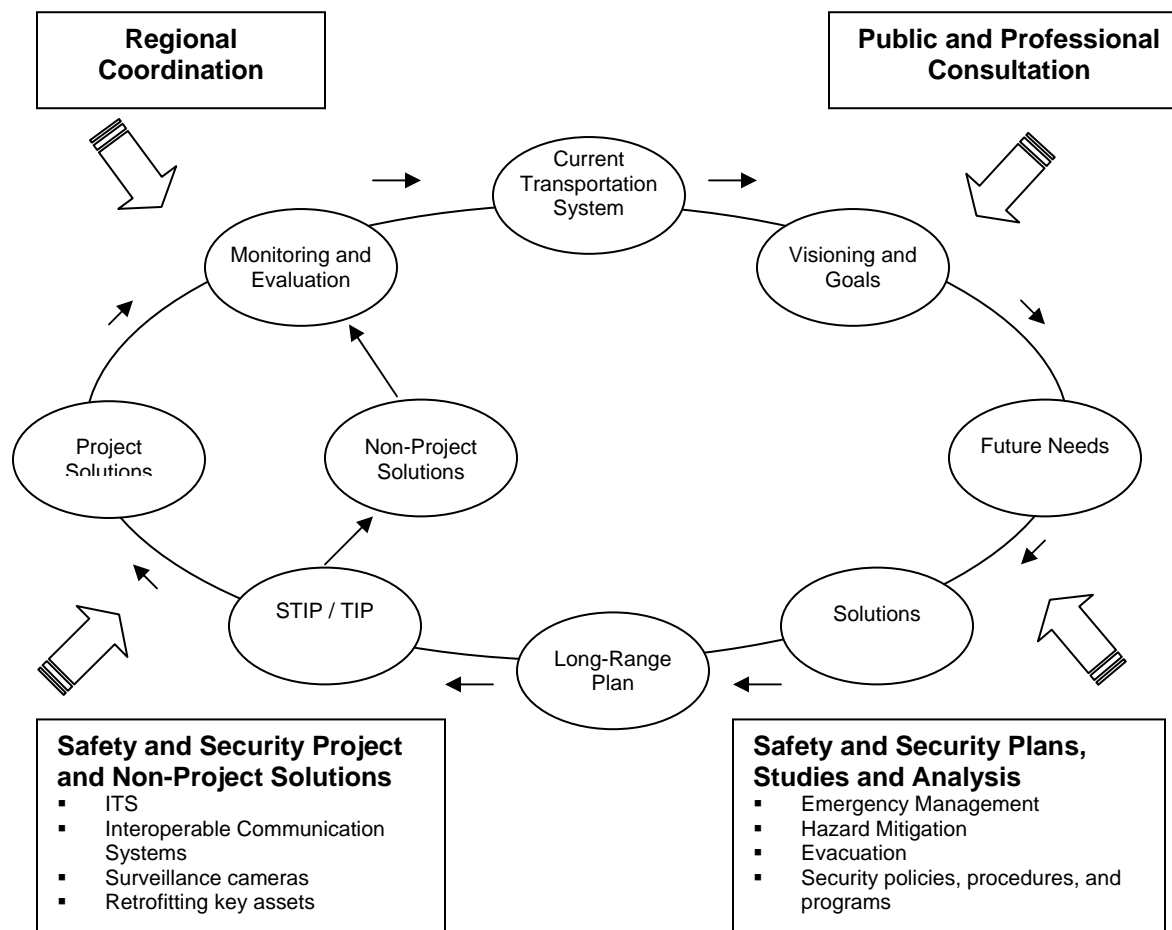 Regional
Coordination
Public and Professional
Consultation
Current
Transportation
System
Monitoring and
Evaluation
Visioning and
Goals
Project
Solutions
Non-Project
Solutions
Future Needs
STIP / TIP
Solutions
Long-Range
Plan
Safety and Security Project
and Non-Project Solutions
▪ ITS
▪ Interoperable Communication
Systems
▪ Surveillance cameras
▪ Retrofitting key assets
Safety and Security Plans,
Studies and Analysis
▪ Emergency Management
▪ Hazard Mitigation
▪ Evacuation
▪ Security policies, procedures, and
programs